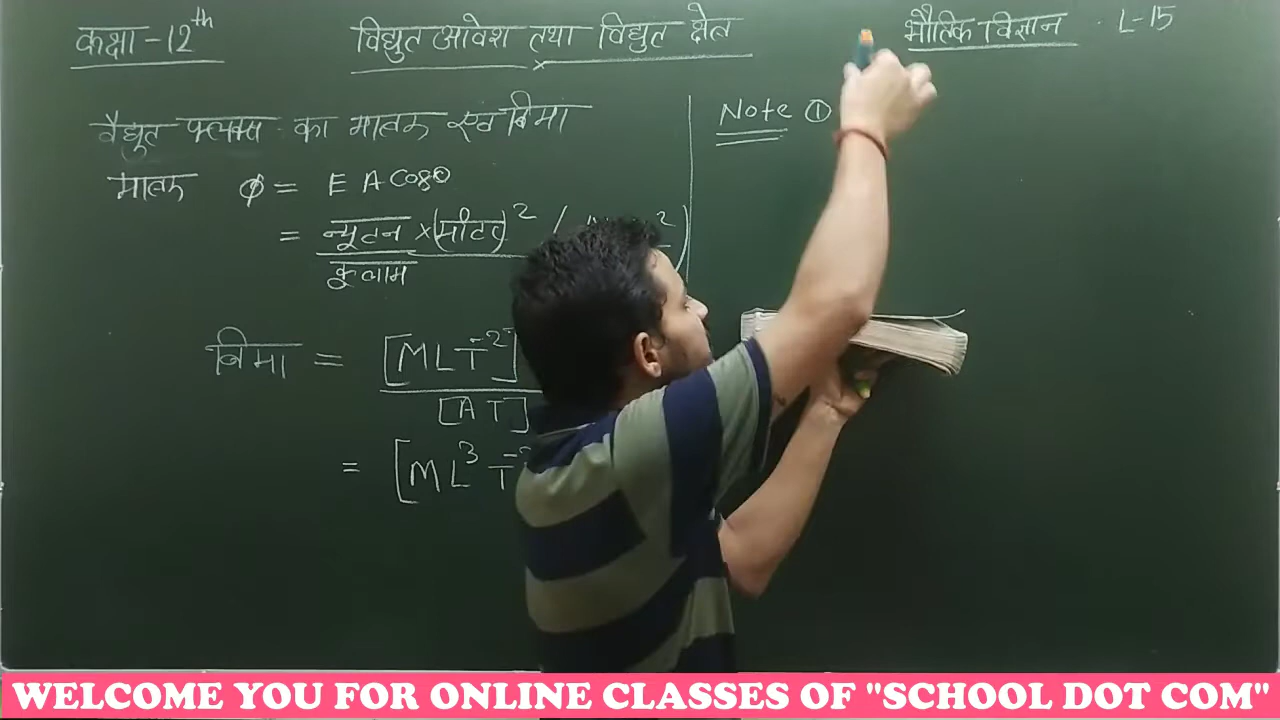 कक्षा - 12th
विद्युत आवेश तथा विद्युत क्षेत्र
भौतिक विज्ञान . L-15
वैद्युत फ्लक्स का मात्रक एवं विमा
मात्रक φ = E A Cosθ
= न्यूटन × (मीटर)² /
कूलाम
विमा = [MLT⁻²]
[AT]
= [ML³T⁻
Note ①
WELCOME YOU FOR ONLINE CLASSES OF "SCHOOL DOT COM"